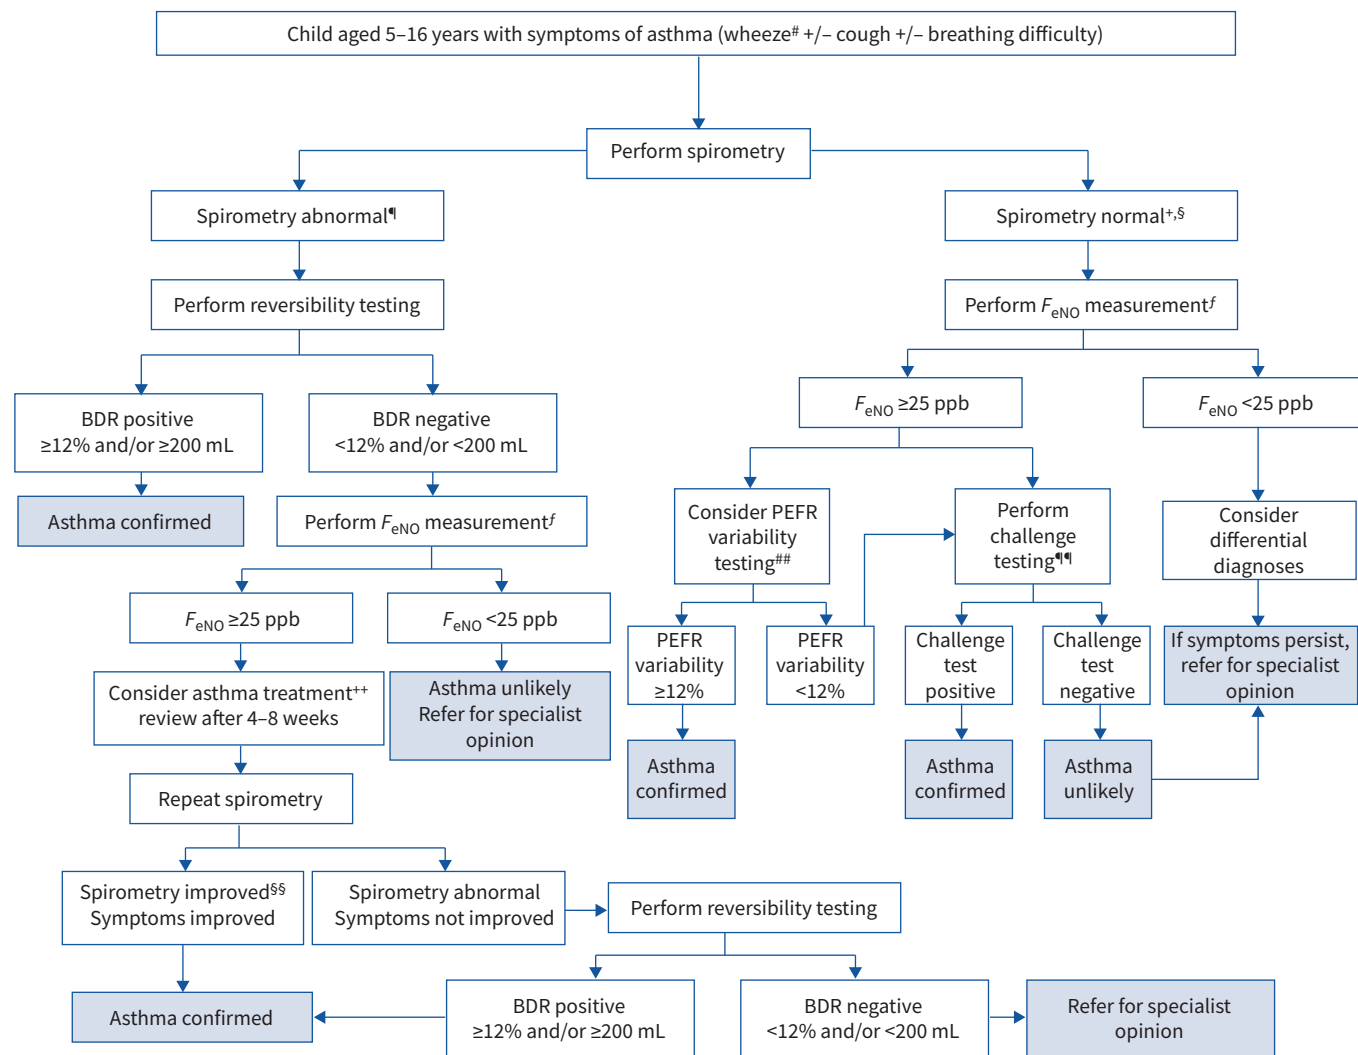 Child aged 5–16 years with symptoms of asthma (wheeze# +/– cough +/– breathing difficulty)
Perform spirometry
Spirometry abnormal¶
Spirometry normal+,§
Perform reversibility testing
Perform FeNO measurementƒ
BDR positive
≥12% and/or ≥200 mL
BDR negative
<12% and/or <200 mL
FeNO ≥25 ppb
FeNO <25 ppb
Asthma confirmed
Perform FeNO measurementƒ
Consider PEFR
variability
testing##
Perform
challenge
testing¶¶
Consider
differential
diagnoses
FeNO ≥25 ppb
FeNO <25 ppb
PEFR
variability
≥12%
PEFR
variability
<12%
Challenge
test
positive
Challenge
test
negative
If symptoms persist,
refer for specialist
opinion
Consider asthma treatment++
review after 4–8 weeks
Asthma unlikely
Refer for specialist
opinion
Asthma
confirmed
Asthma
confirmed
Asthma
unlikely
Repeat spirometry
Spirometry improved§§
Symptoms improved
Spirometry abnormal
Symptoms not improved
Perform reversibility testing
Asthma confirmed
BDR positive
≥12% and/or ≥200 mL
BDR negative
<12% and/or <200 mL
Refer for specialist
opinion